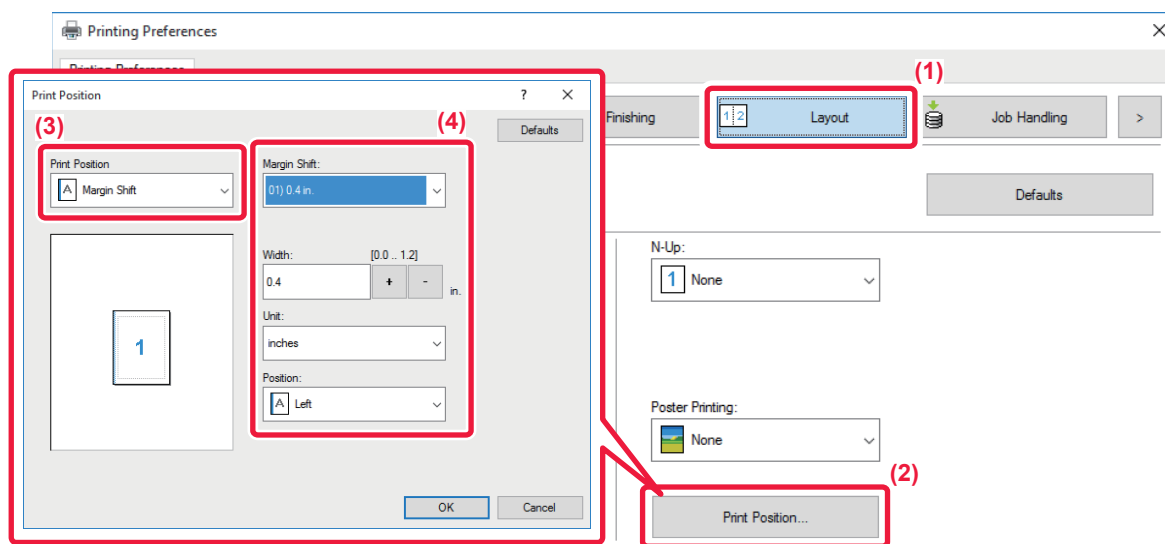 Printing Preferences
Printing Preferences
(1)
Finishing
1 2 Layout
Job Handling
>
Defaults
N-Up:
1 None
Poster Printing:
None
(2)
Print Position...
Print Position ? ×
Defaults
(3)
Print Position
A Margin Shift
1
(4)
Margin Shift:
01) 0.4 in.
Width: [0.0 .. 1.2]
0.4 + - in.
Unit:
inches
Position:
A Left
OK Cancel